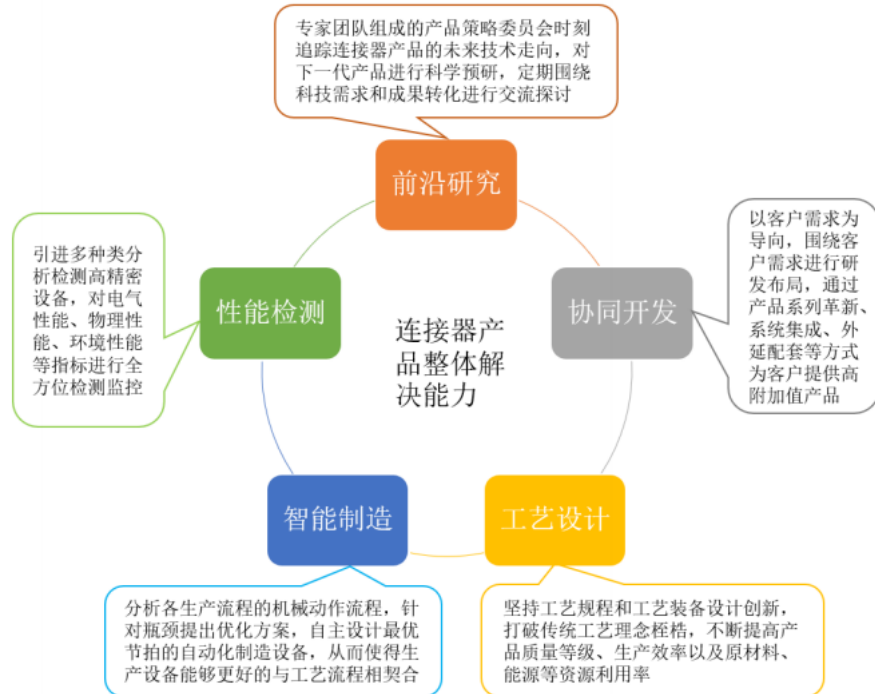 专家团队组成的产品策略委员会时刻
追踪连接器产品的未来技术走向，对
下一代产品进行科学预研，定期围绕
科技需求和成果转化进行交流探讨
前沿研究
引进多种类分
析检测高精密
设备，对电气
性能、物理性
能、环境性能
等指标进行全
方位检测监控
性能检测
连接器产
品整体解
决能力
协同开发
以客户需求为
导向，围绕客
户需求进行研
发布局，通过
产品系列革新、
系统集成、外
延配套等方式
为客户提供高
附加值产品
智能制造
工艺设计
分析各生产流程的机械动作流程，针
对瓶颈提出优化方案，自主设计最优
节拍的自动化制造设备，从而使得生
产设备能够更好的与工艺流程相契合
坚持工艺规程和工艺装备设计创新，
打破传统工艺理念桎梏，不断提高产
品质量等级、生产效率以及原材料、
能源等资源利用率